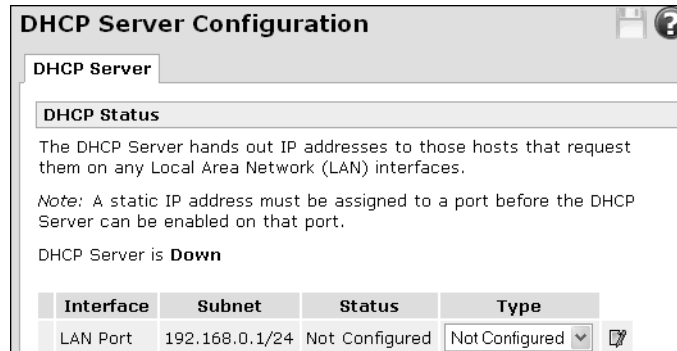 DHCP Server Configuration
?
DHCP Server
DHCP Status
The DHCP Server hands out IP addresses to those hosts that request
them on any Local Area Network (LAN) interfaces.
Note: A static IP address must be assigned to a port before the DHCP
Server can be enabled on that port.
DHCP Server is Down
Interface Subnet Status Type
LAN Port 192.168.0.1/24 Not Configured Not Configured